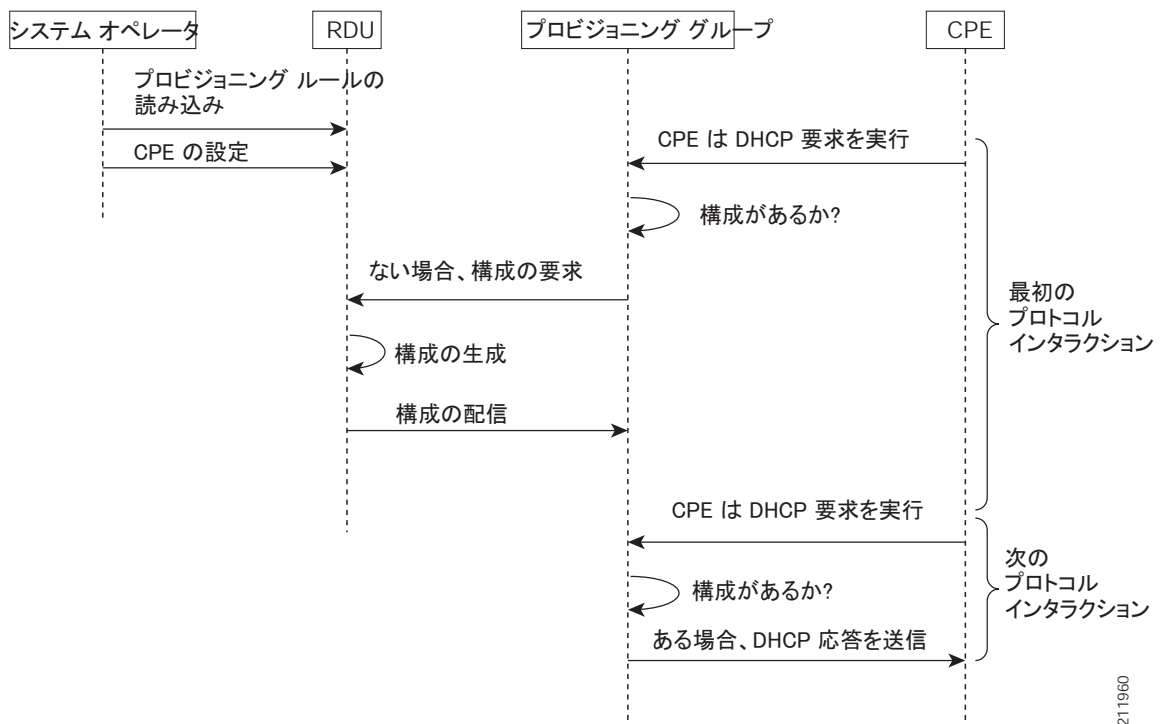 システム オペレータ
RDU
プロビジョニング グループ
CPE
プロビジョニング ルールの
読み込み
CPE の設定
CPE は DHCP 要求を実行
構成があるか?
ない場合、構成の要求
構成の生成
構成の配信
最初の
プロトコル
インタラクション
CPE は DHCP 要求を実行
構成があるか?
ある場合、DHCP 応答を送信
次の
プロトコル
インタラクション
211960